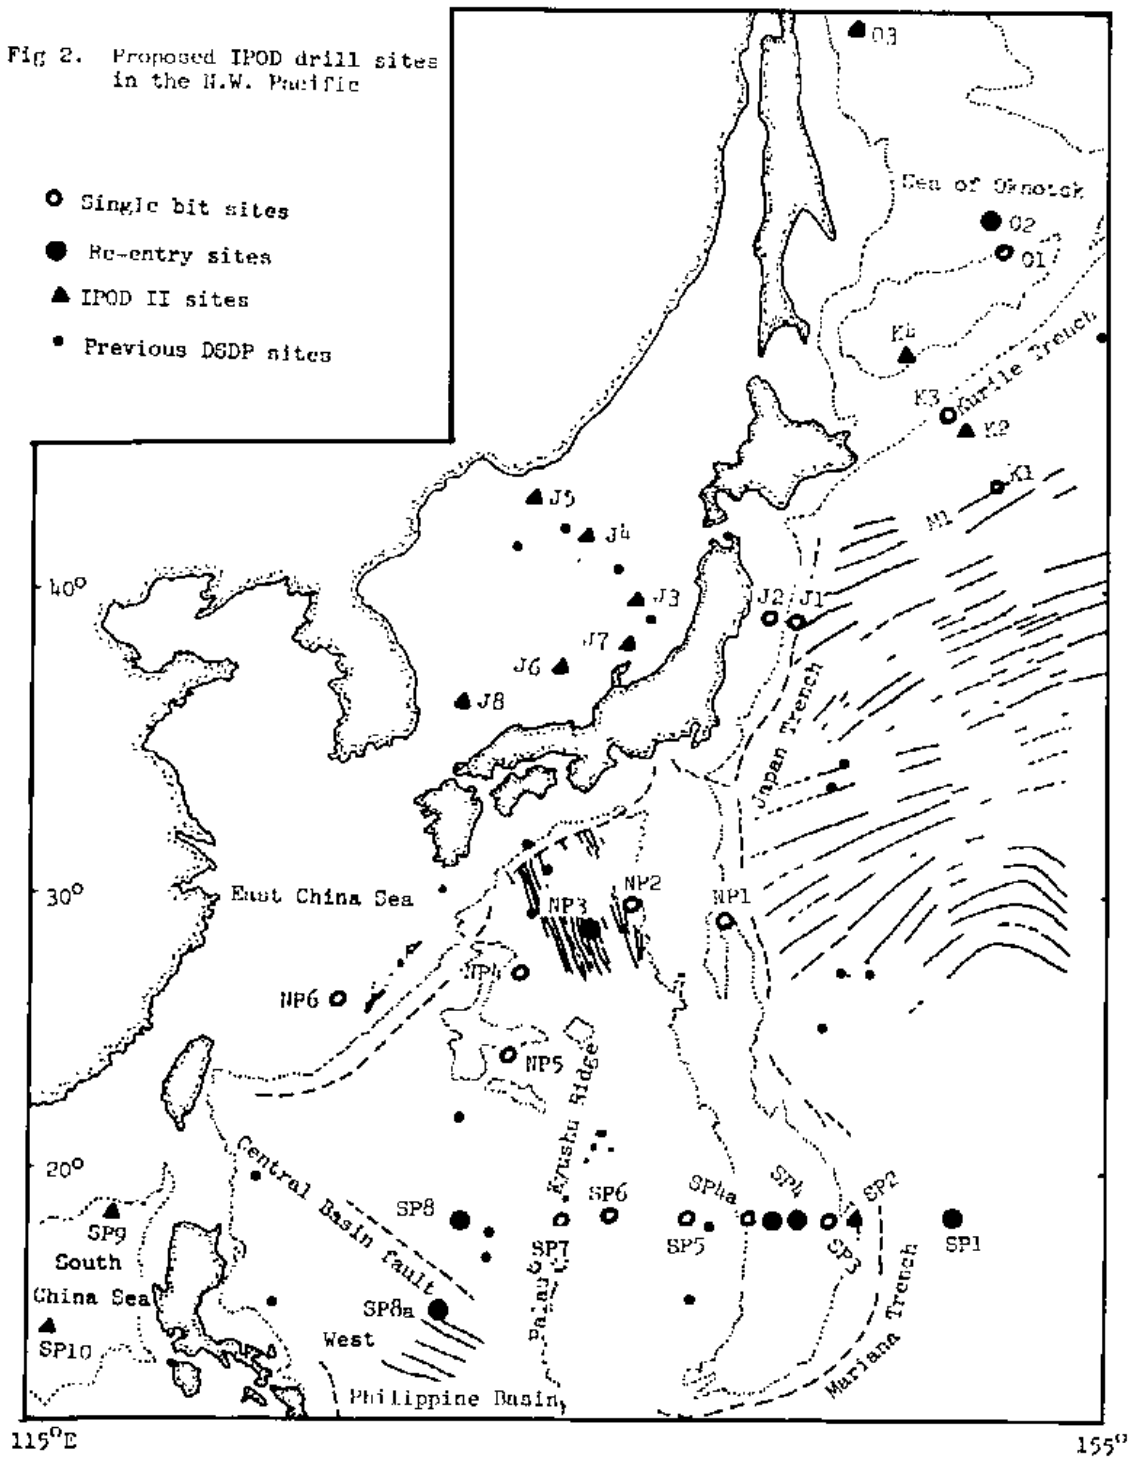 Fig 2. Proposed IPOD drill sites
in the N.W. Pacific
Single bit sites
Re-entry sites
IPOD II sites
Previous DSDP sites
O3
Sea of Okhotsk
O2
O1
K4
Kurile Trench
K3
K2
K1
M1
J5
J4
40°
J3
J2
J1
J7
J6
J8
Japan Trench
30°
East China Sea
NP3
NP2
NP1
NP4
NP6
NP5
Kyushu Ridge
Central Basin fault
20°
SP9
SP8
SP7
SP6
SP5
SP4a
SP4
SP3
SP2
SP1
South
China Sea
SP10
SP8a
Palau
West
Philippine Basin
Mariana Trench
115°E
155°